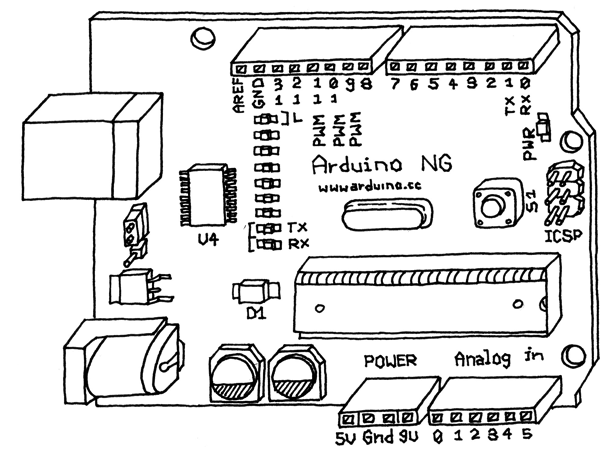 AREF GND 13 12 11 10 9 8
7 6 5 4 3 2 1 0
TX RX
L
PWM PWM PWM
PWR
Arduino NG
www.arduino.cc
S1
ICSP
U4
TX
RX
D1
POWER
Analog in
5V Gnd 9V
0 1 2 3 4 5